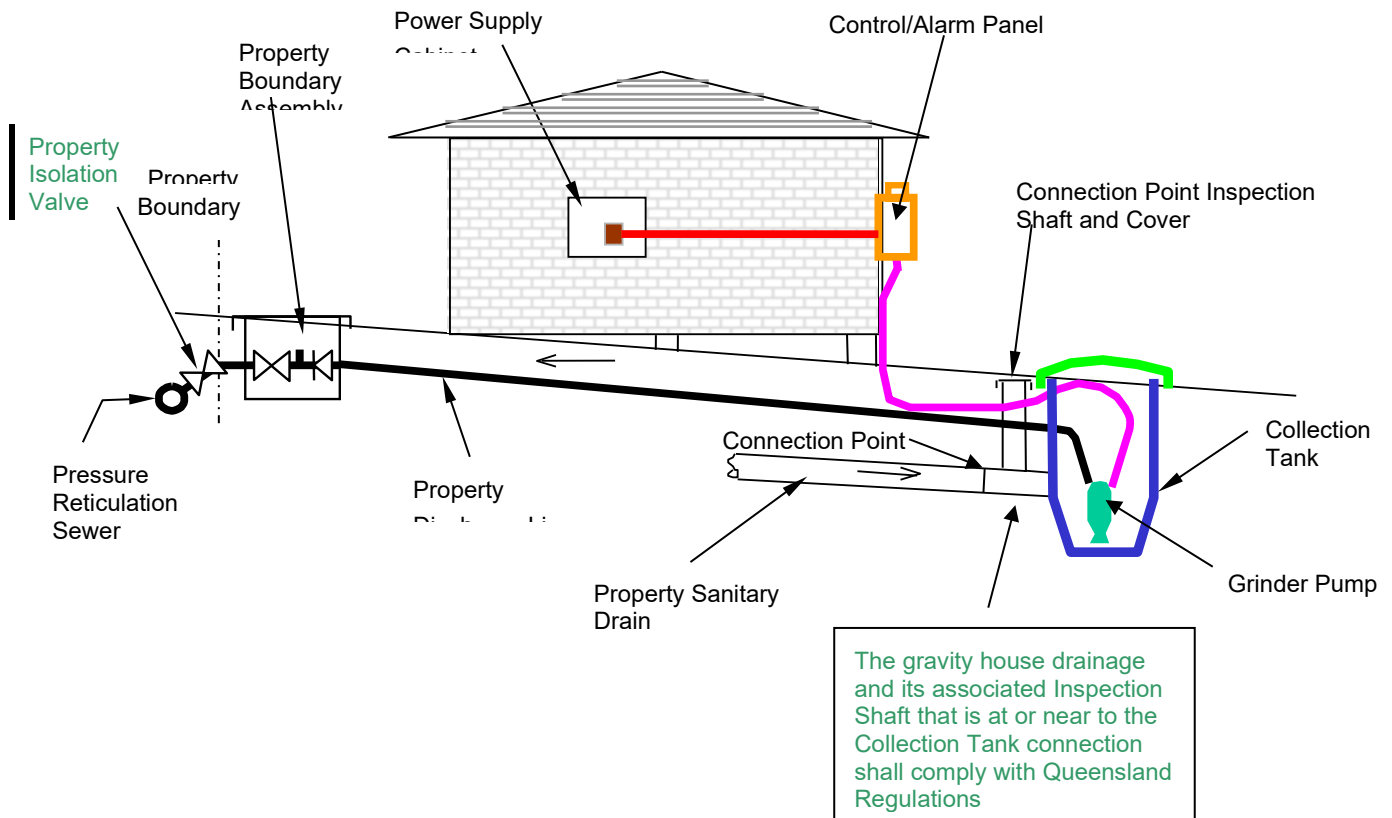 Power Supply
Control/Alarm Panel
Property
Boundary
Assembly
Property
Isolation
Valve
Property
Boundary
Connection Point Inspection
Shaft and Cover
Connection Point
Collection
Tank
Pressure
Reticulation
Sewer
Property
Grinder Pump
Property Sanitary
Drain
The gravity house drainage
and its associated Inspection
Shaft that is at or near to the
Collection Tank connection
shall comply with Queensland
Regulations